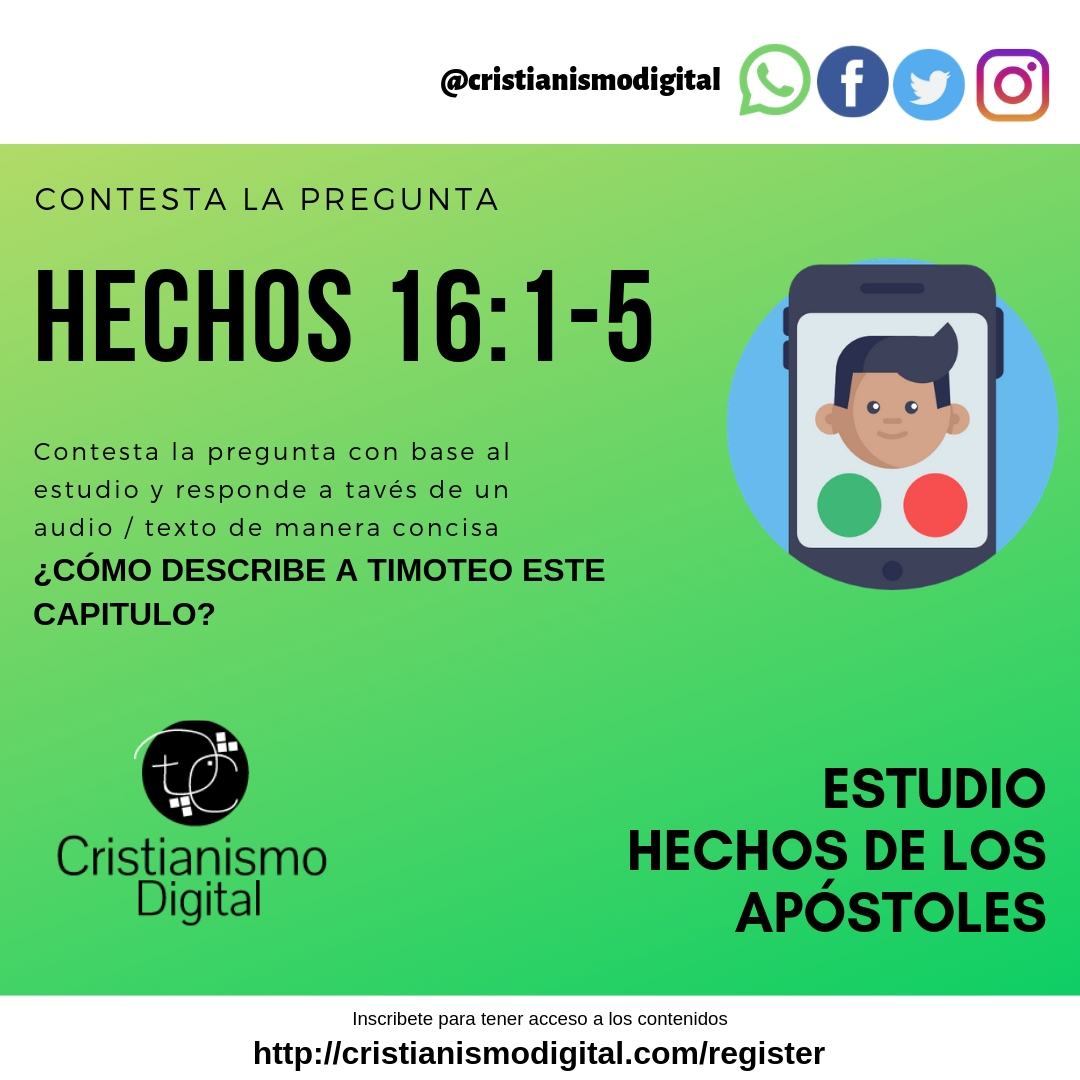 @cristianismodigital
CONTESTA LA PREGUNTA
HECHOS 16:1-5
Contesta la pregunta con base al
estudio y responde a tavés de un
audio / texto de manera concisa
¿CÓMO DESCRIBE A TIMOTEO ESTE
CAPITULO?
Cristianismo
Digital
ESTUDIO
HECHOS DE LOS
APÓSTOLES
Inscribete para tener acceso a los contenidos
http://cristianismodigital.com/register